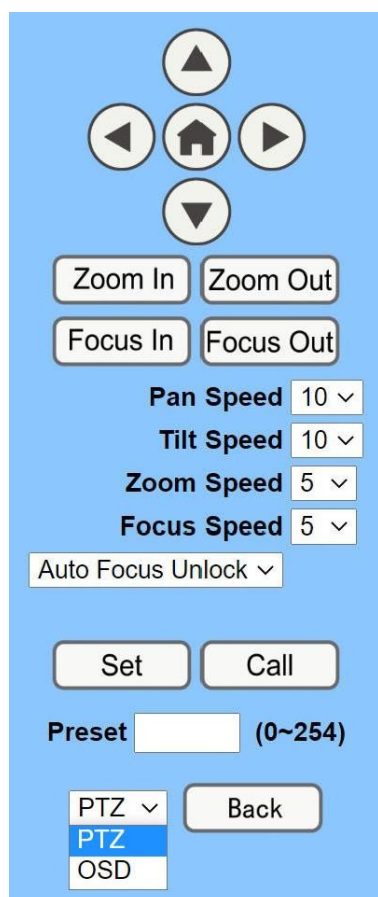 Zoom In Zoom Out
Focus In Focus Out
Pan Speed 10
Tilt Speed 10
Zoom Speed 5
Focus Speed 5
Auto Focus Unlock
Set Call
Preset (0~254)
PTZ Back
PTZ
OSD